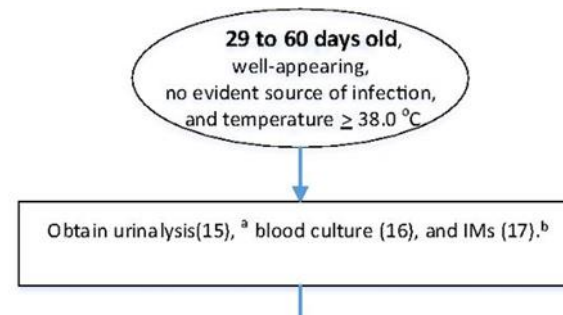 29 to 60 days old,
well-appearing,
no evident source of infection,
and temperature ≥ 38.0 °C
Obtain urinalysis(15), ᵃ blood culture (16), and IMs (17).ᵇ